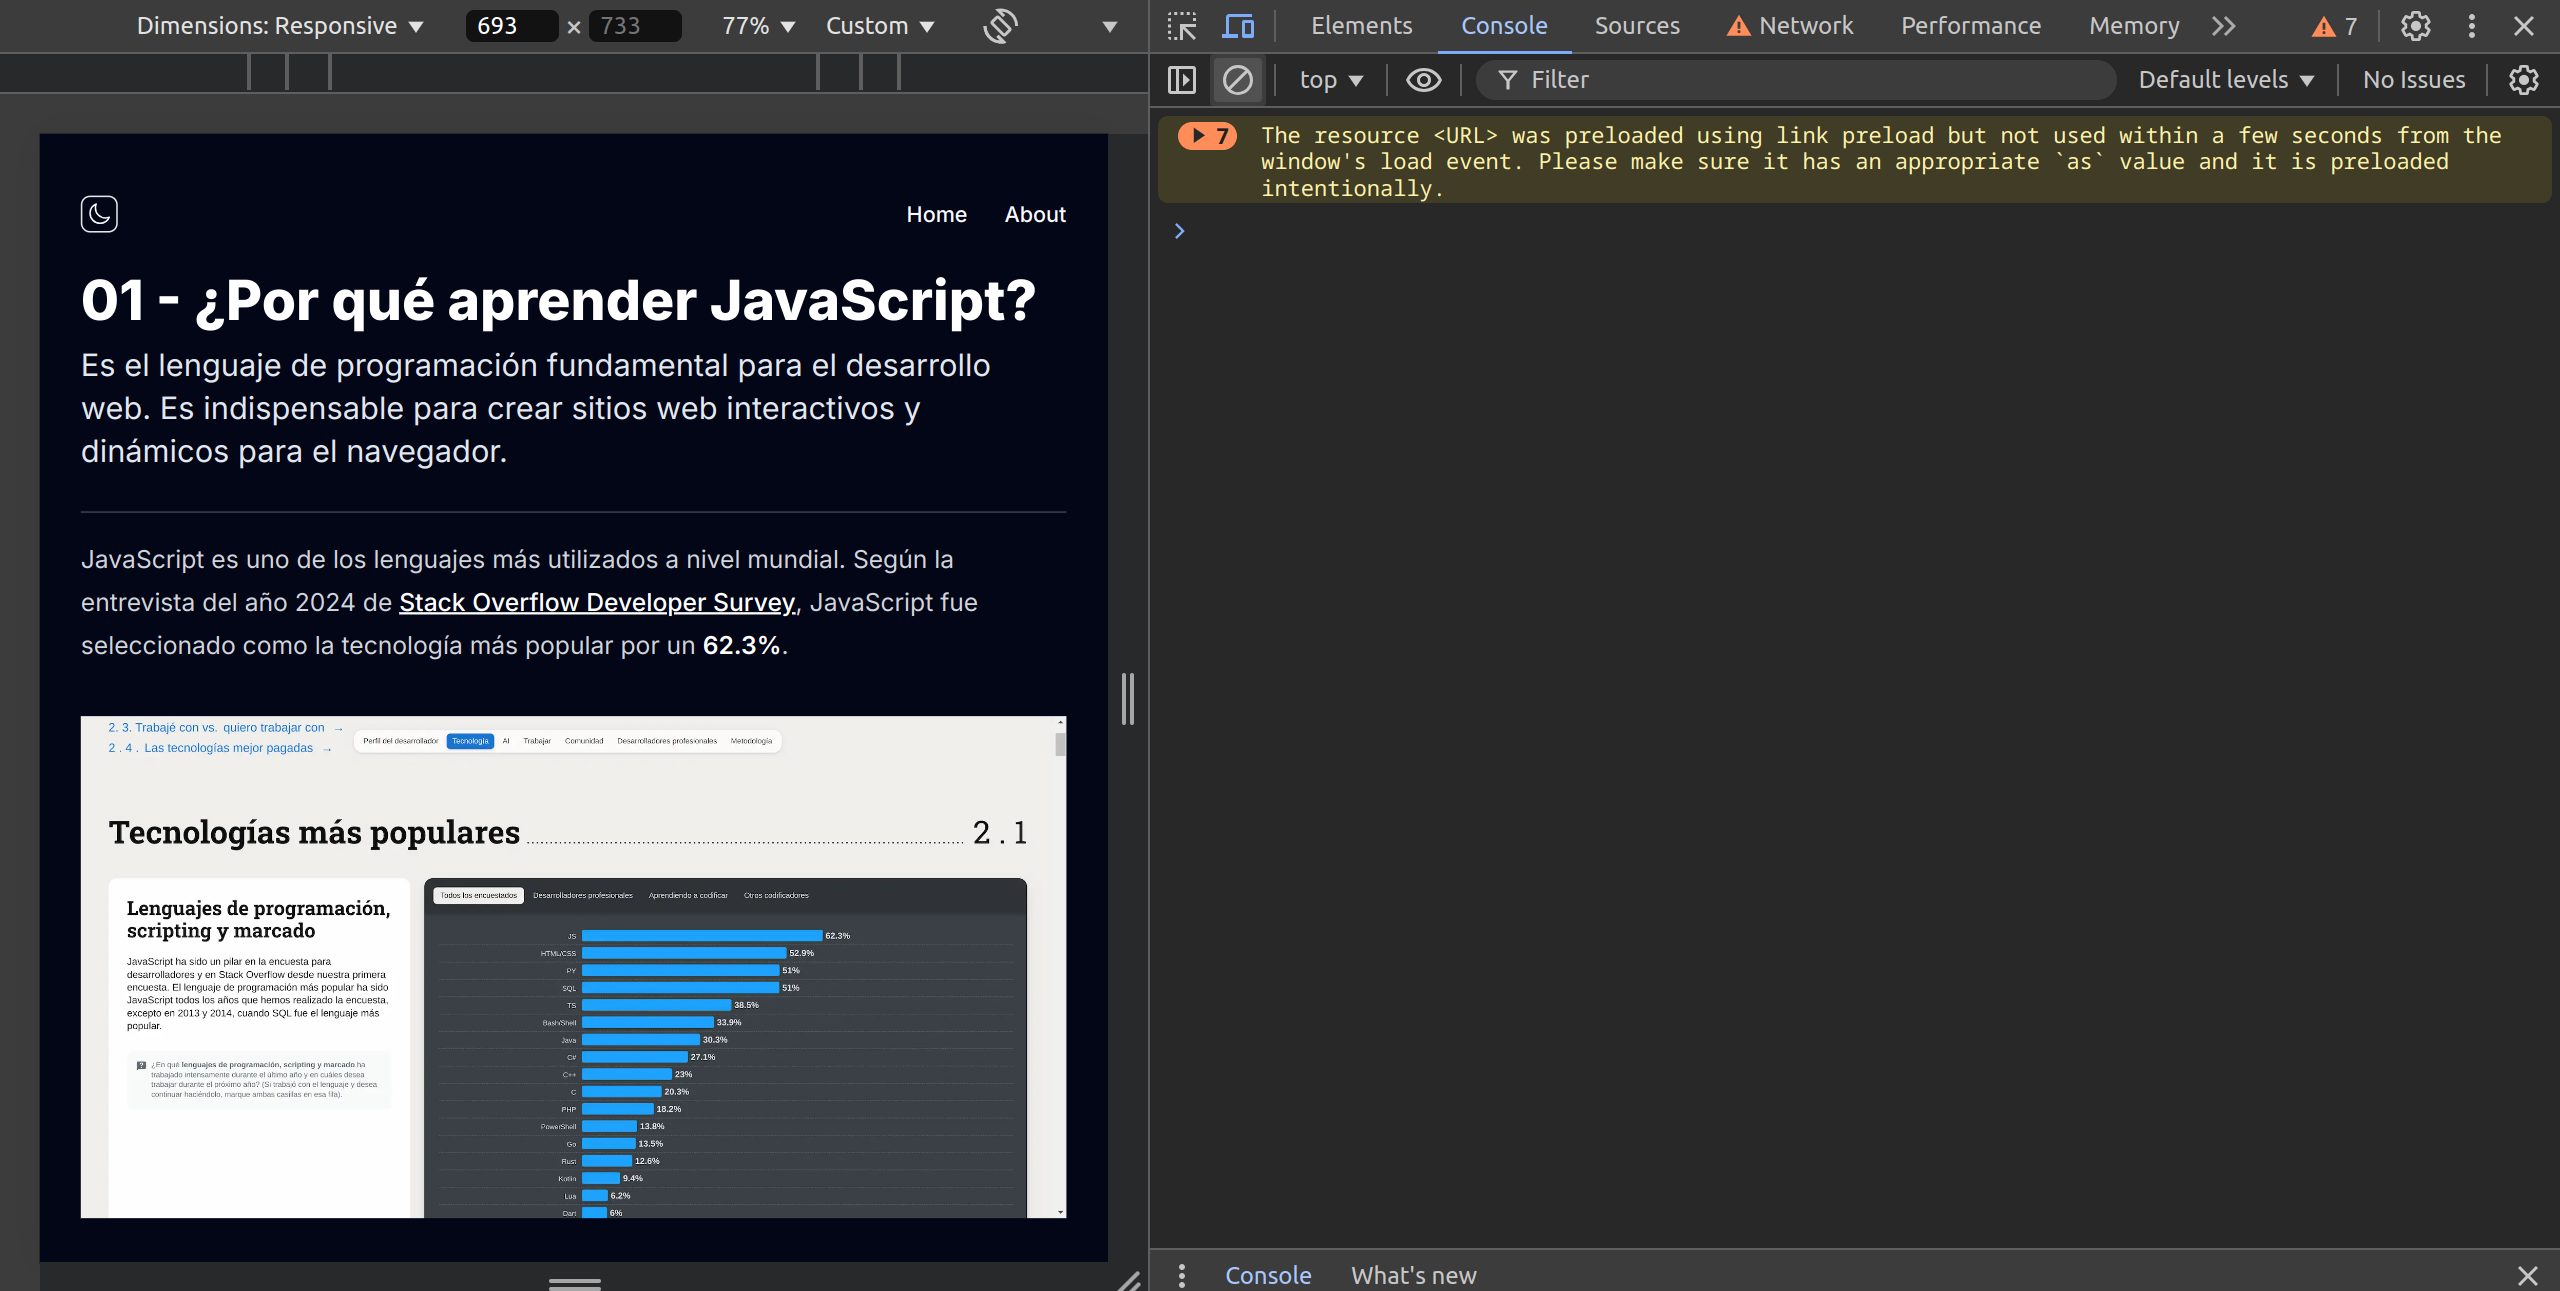 Dimensions: Responsive 693 × 733 77% Custom
Elements Console Sources Network Performance Memory 7
top Filter Default levels No Issues
7 The resource <URL> was preloaded using link preload but not used within a few seconds from the
window's load event. Please make sure it has an appropriate `as` value and it is preloaded
intentionally.
Home About
01 - ¿Por qué aprender JavaScript?
Es el lenguaje de programación fundamental para el desarrollo
web. Es indispensable para crear sitios web interactivos y
dinámicos para el navegador.
JavaScript es uno de los lenguajes más utilizados a nivel mundial. Según la
entrevista del año 2024 de Stack Overflow Developer Survey, JavaScript fue
seleccionado como la tecnología más popular por un 62.3%.
2. 3. Trabajé con vs. quiero trabajar con →
2 . 4 . Las tecnologías mejor pagadas →
Perfil del desarrollador Tecnología AI Trabajar Comunidad Desarrolladores profesionales Metodología
Tecnologías más populares 2 . 1
Lenguajes de programación,
scripting y marcado
JavaScript ha sido un pilar en la encuesta para
desarrolladores y en Stack Overflow desde nuestra primera
encuesta. El lenguaje de programación más popular ha sido
JavaScript todos los años que hemos realizado la encuesta,
excepto en 2013 y 2014, cuando SQL fue el lenguaje más
popular.
¿En qué lenguajes de programación, scripting y marcado ha
trabajado intensamente durante el último año y en cuáles desea
trabajar durante el próximo año? (Si trabajó con el lenguaje y desea
continuar haciéndolo, marque ambas casillas en esa fila).
Todos los encuestados Desarrolladores profesionales Aprendiendo a codificar Otros codificadores
JS 62.3%
HTML/CSS 52.9%
PY 51%
SQL 51%
TS 38.5%
Bash/Shell 33.9%
Java 30.3%
C# 27.1%
C++ 23%
C 20.3%
PHP 18.2%
PowerShell 13.8%
Go 13.5%
Rust 12.6%
Kotlin 9.4%
Lua 6.2%
Dart 6%
Console What's new